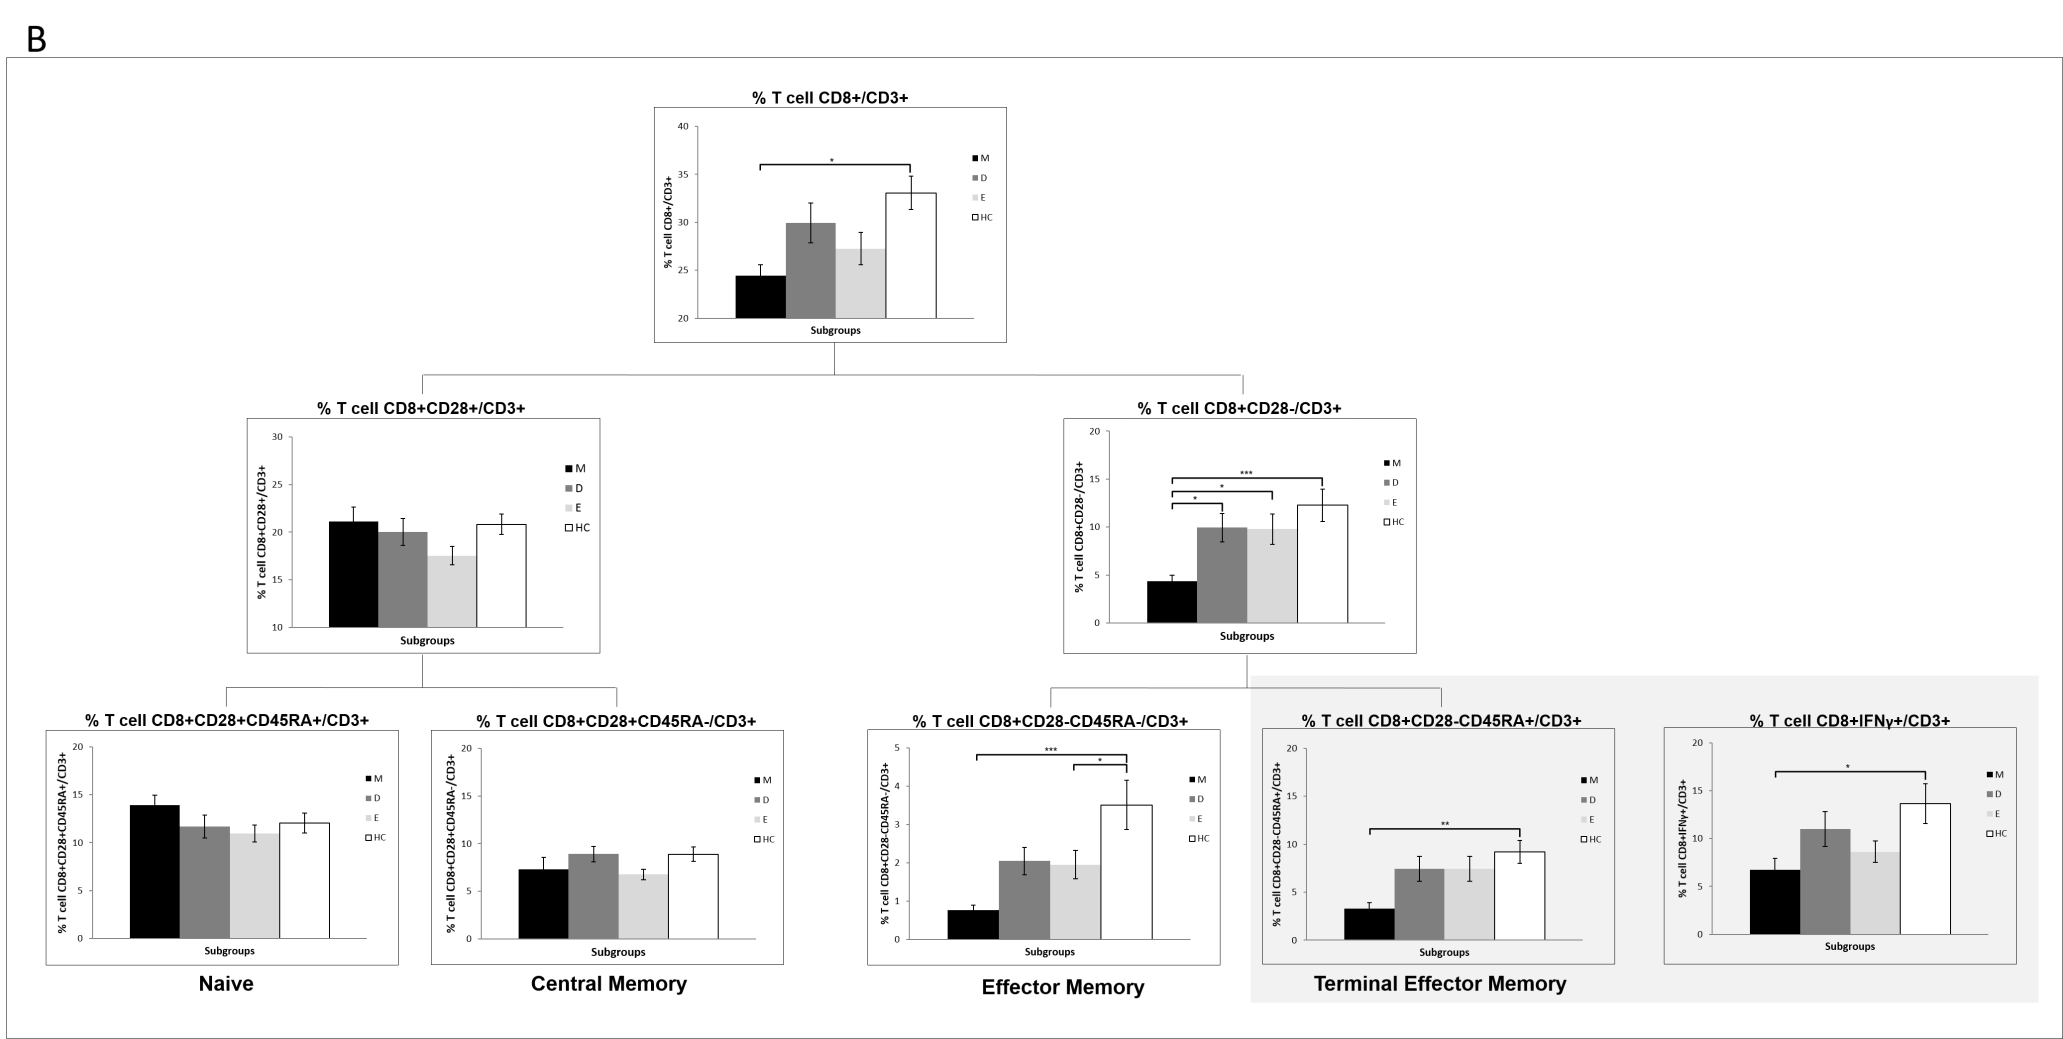 B
% T cell CD8+/CD3+
40
35
30
25
20
% T cell CD8+/CD3+
*
M
D
E
HC
Subgroups
% T cell CD8+CD28+/CD3+
30
25
20
15
10
% T cell CD8+CD28+/CD3+
M
D
E
HC
Subgroups
% T cell CD8+CD28-/CD3+
20
15
10
5
0
% T cell CD8+CD28-/CD3+
***
*
*
M
D
E
HC
Subgroups
% T cell CD8+CD28+CD45RA+/CD3+
20
15
10
5
0
% T cell CD8+CD28+CD45RA+/CD3+
M
D
E
HC
Subgroups
Naive
% T cell CD8+CD28+CD45RA-/CD3+
20
15
10
5
0
% T cell CD8+CD28+CD45RA-/CD3+
M
D
E
HC
Subgroups
Central Memory
% T cell CD8+CD28-CD45RA-/CD3+
5
4
3
2
1
0
% T cell CD8+CD28-CD45RA-/CD3+
***
*
M
D
E
HC
Subgroups
Effector Memory
% T cell CD8+CD28-CD45RA+/CD3+
20
15
10
5
0
% T cell CD8+CD28-CD45RA+/CD3+
**
M
D
E
HC
Subgroups
Terminal Effector Memory
% T cell CD8+IFNγ+/CD3+
20
15
10
5
0
% T cell CD8+IFNγ+/CD3+
*
M
D
E
HC
Subgroups